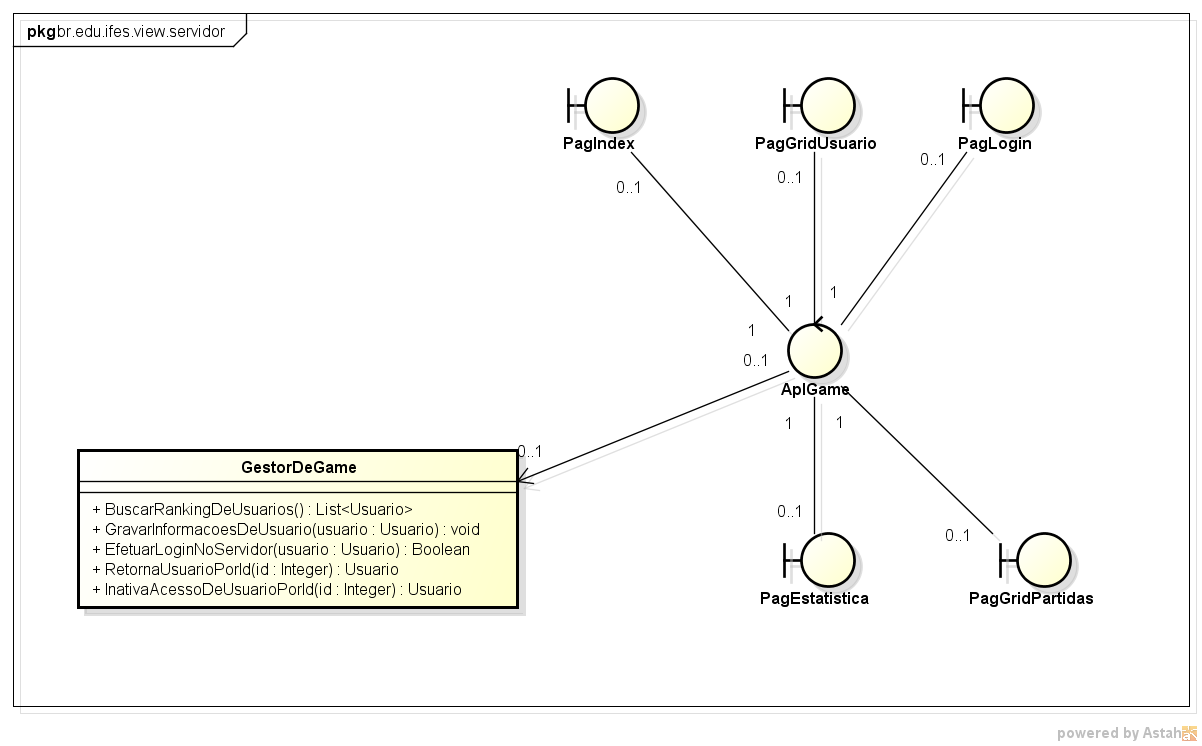 pkg br.edu.ifes.view.servidor
PagIndex
PagGridUsuario
PagLogin
0..1
0..1
0..1
1
1
1
0..1
AplGame
1
1
0..1
GestorDeGame
+ BuscarRankingDeUsuarios() : List<Usuario>
+ GravarInformacoesDeUsuario(usuario : Usuario) : void
+ EfetuarLoginNoServidor(usuario : Usuario) : Boolean
+ RetornaUsuarioPorId(id : Integer) : Usuario
+ InativaAcessoDeUsuarioPorId(id : Integer) : Usuario
0..1
0..1
PagEstatistica
PagGridPartidas
powered by Astah